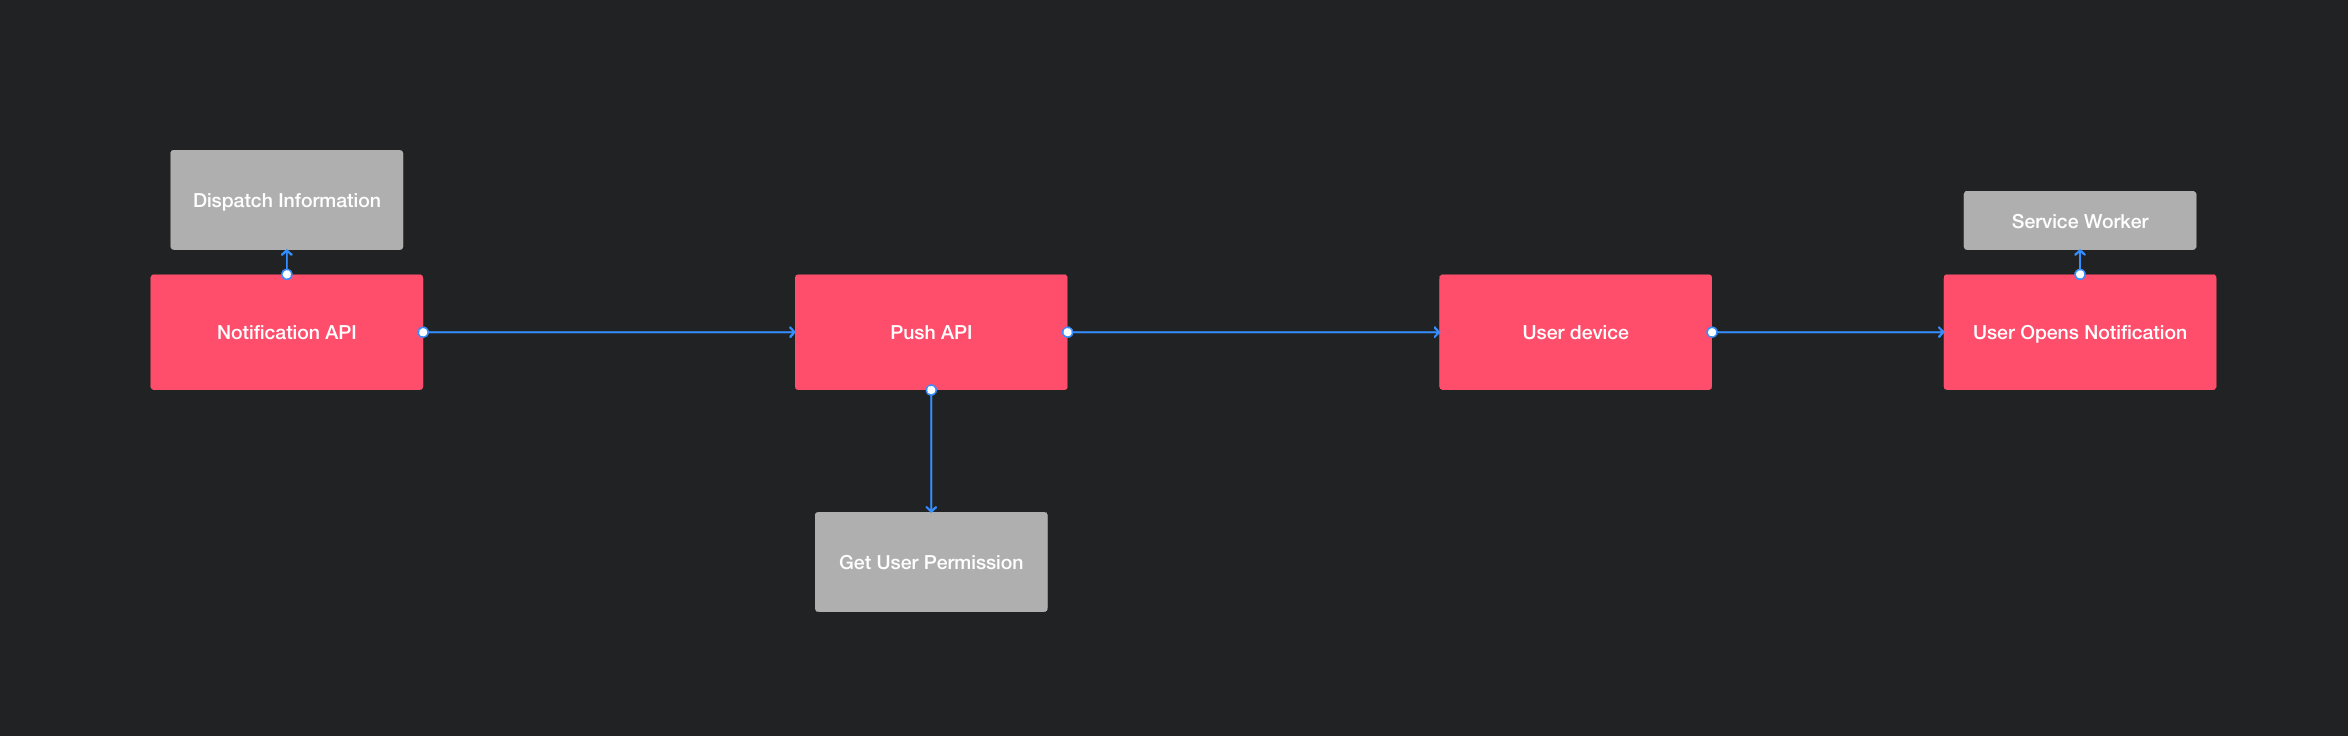 Dispatch Information
Service Worker
Notification API
Push API
User device
User Opens Notification
Get User Permission